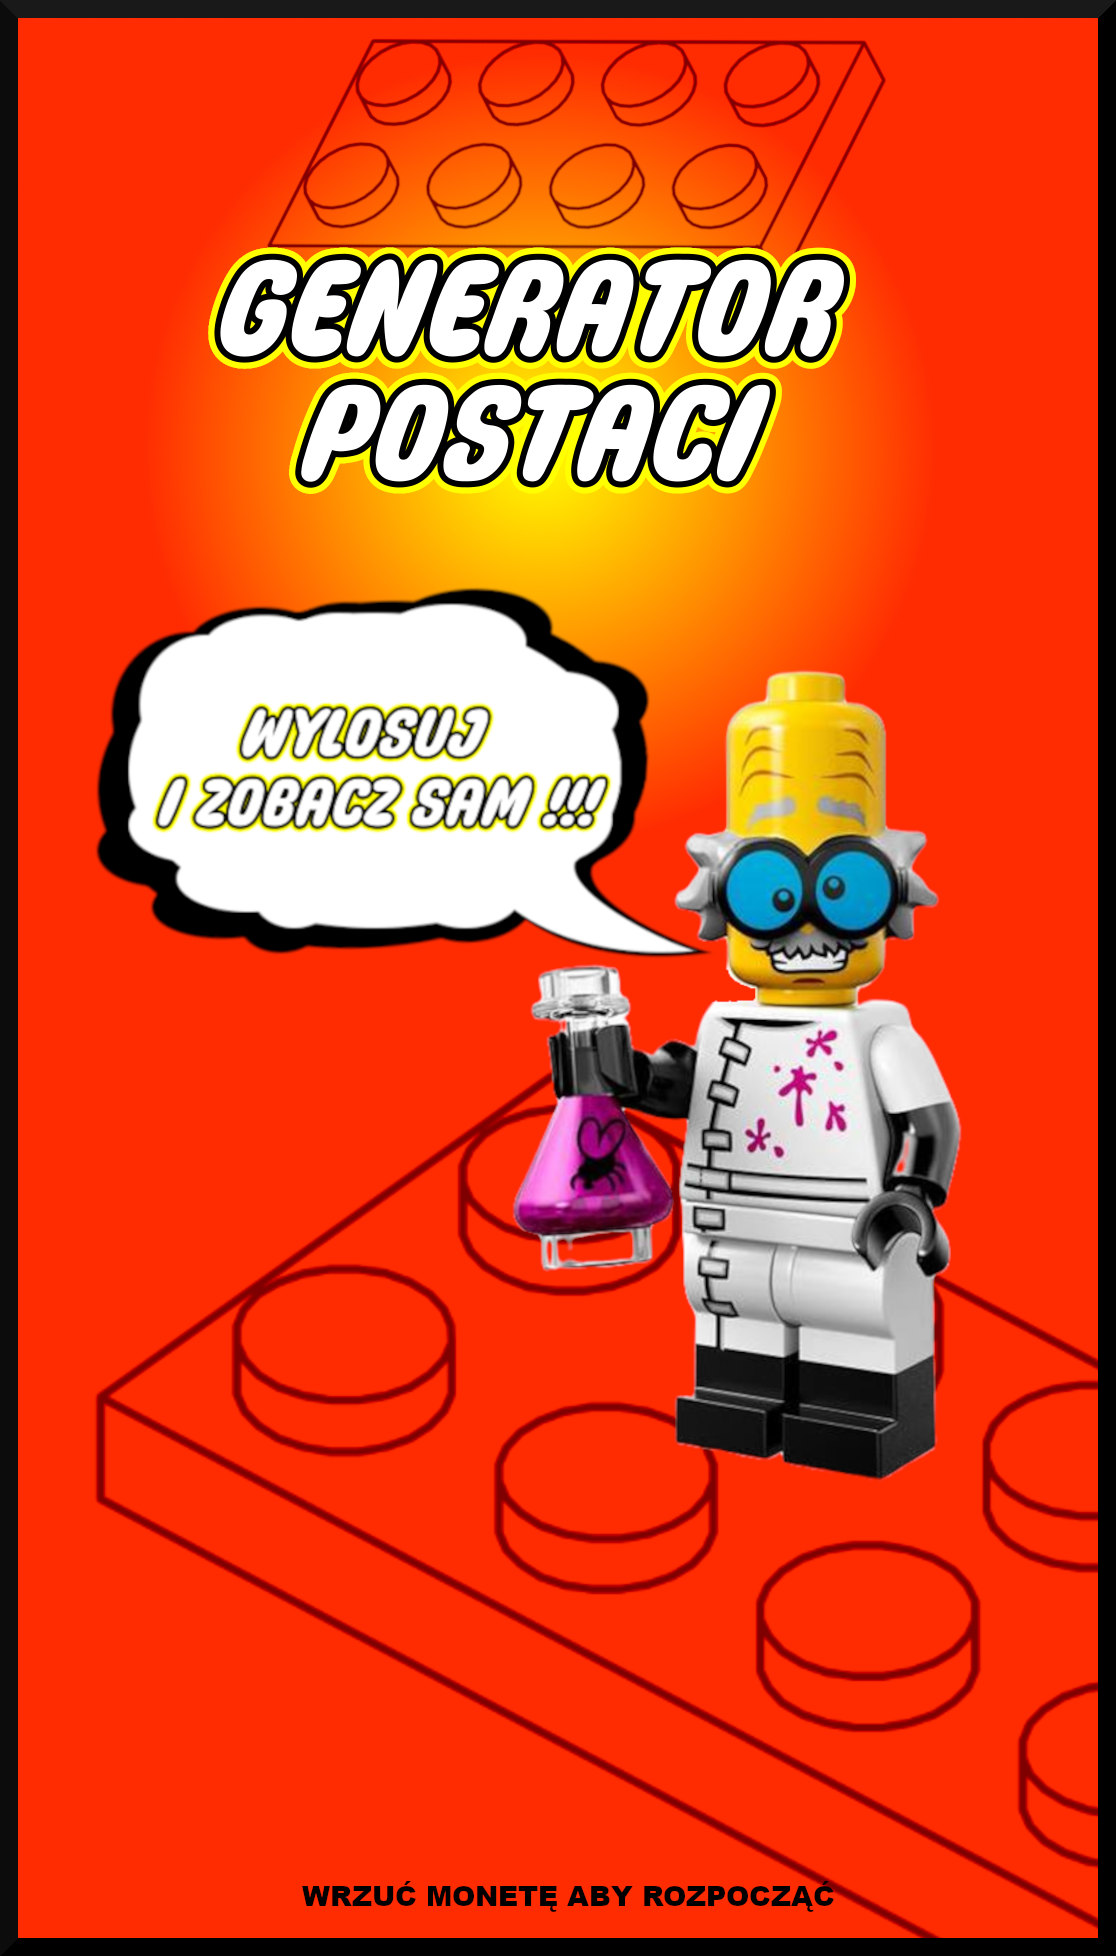 GENERATOR
POSTACI
WYLOSUJ
I ZOBACZ SAM !!!
WRZUĆ MONETĘ ABY ROZPOCZĄĆ